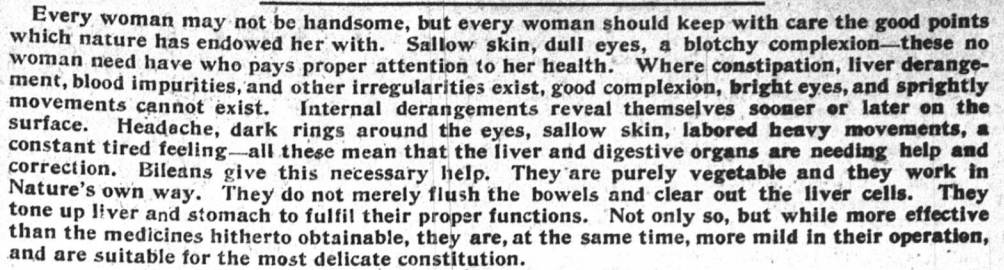 Every woman may not be handsome, but every woman should keep with care the good points
which nature has endowed her with. Sallow skin, dull eyes, a blotchy complexion—these no
woman need have who pays proper attention to her health. Where constipation, liver derange-
ment, blood impurities, and other irregularities exist, good complexion, bright eyes, and sprightly
movements cannot exist. Internal derangements reveal themselves sooner or later on the
surface. Headache, dark rings around the eyes, sallow skin, labored heavy movements, a
constant tired feeling—all these mean that the liver and digestive organs are needing help and
correction. Bileans give this necessary help. They are purely vegetable and they work in
Nature's own way. They do not merely flush the bowels and clear out the liver cells. They
tone up liver and stomach to fulfil their proper functions. Not only so, but while more effective
than the medicines hitherto obtainable, they are, at the same time, more mild in their operation,
and are suitable for the most delicate constitution.